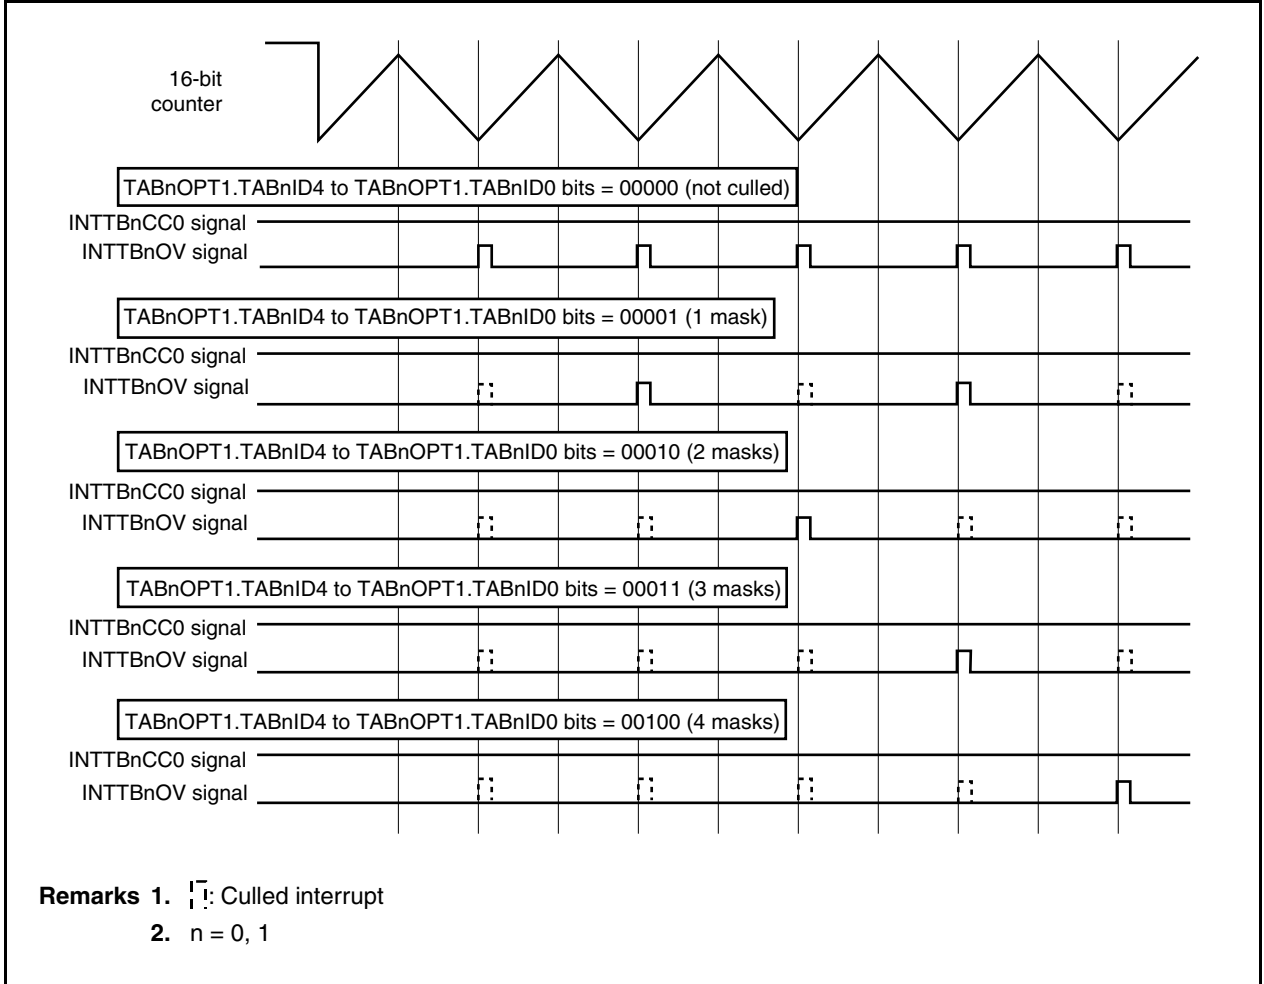 16-bit
counter
TABnOPT1.TABnID4 to TABnOPT1.TABnID0 bits = 00000 (not culled)
INTTBnCC0 signal
INTTBnOV signal
TABnOPT1.TABnID4 to TABnOPT1.TABnID0 bits = 00001 (1 mask)
INTTBnCC0 signal
INTTBnOV signal
TABnOPT1.TABnID4 to TABnOPT1.TABnID0 bits = 00010 (2 masks)
INTTBnCC0 signal
INTTBnOV signal
TABnOPT1.TABnID4 to TABnOPT1.TABnID0 bits = 00011 (3 masks)
INTTBnCC0 signal
INTTBnOV signal
TABnOPT1.TABnID4 to TABnOPT1.TABnID0 bits = 00100 (4 masks)
INTTBnCC0 signal
INTTBnOV signal
Remarks 1. : Culled interrupt
2. n = 0, 1